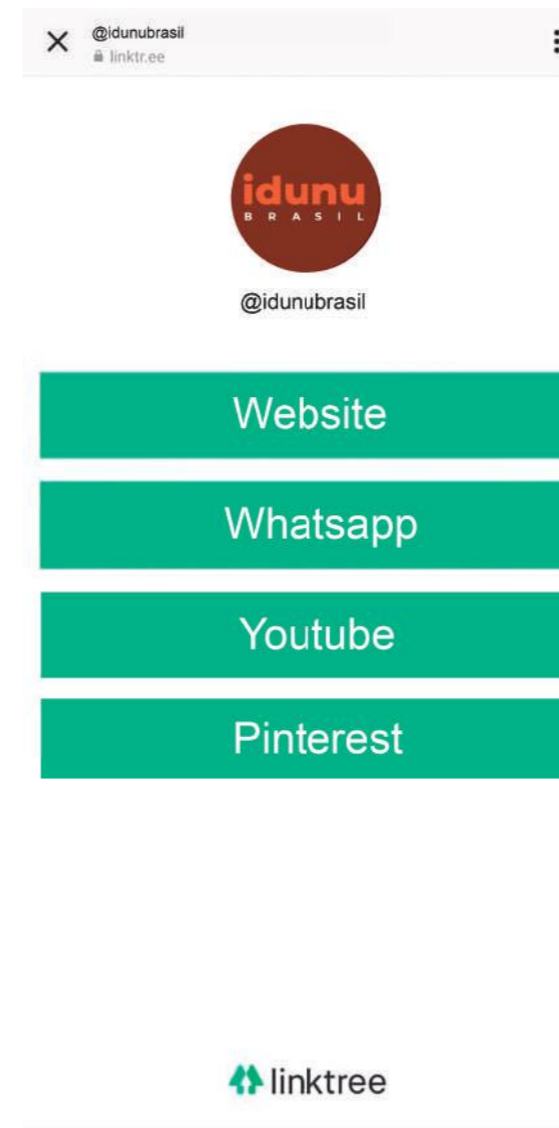 @idunubrasil
linktr.ee
idunu
BRASIL
@idunubrasil
Website
Whatsapp
Youtube
Pinterest
linktree